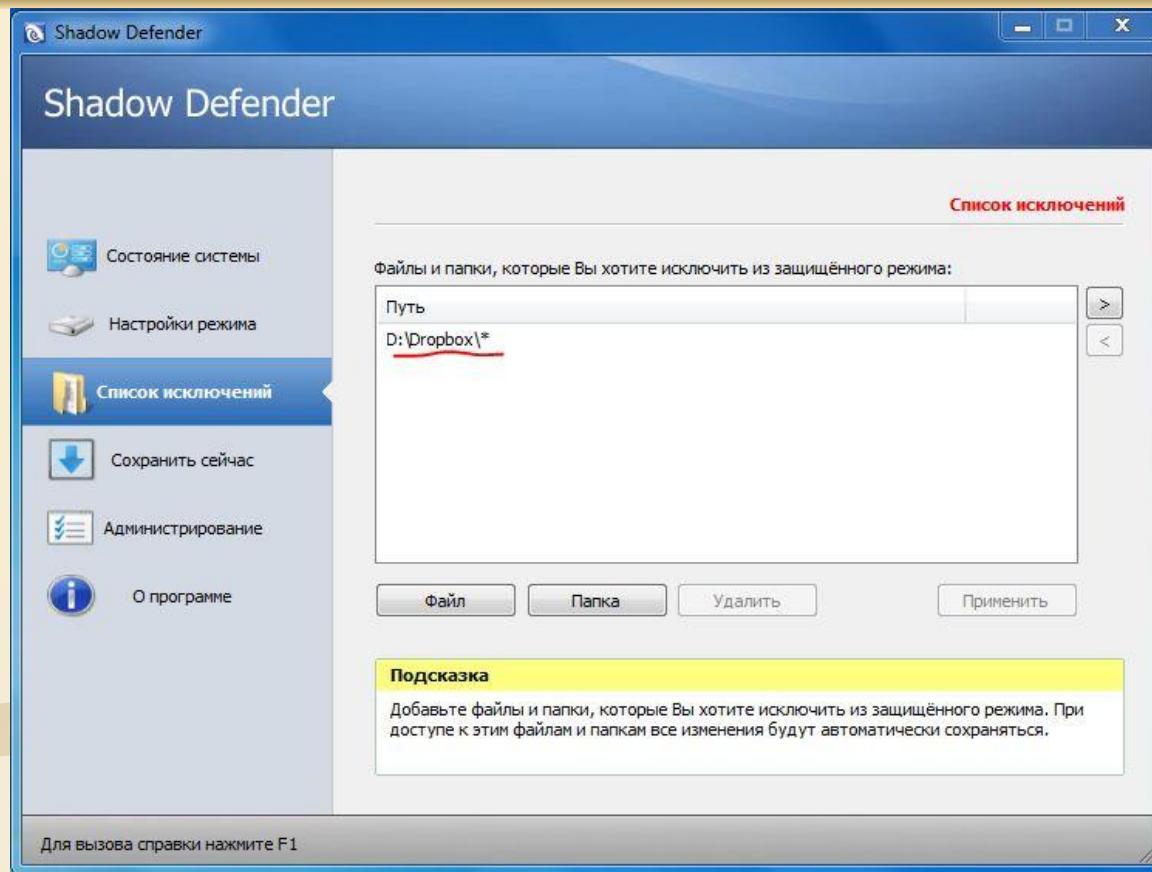 Shadow Defender
Shadow Defender
Состояние системы
Настройки режима
Список исключений
Сохранить сейчас
Администрирование
О программе
Список исключений
Файлы и папки, которые Вы хотите исключить из защищённого режима:
Путь
D:\Dropbox\*
>
<
Файл Папка Удалить Применить
Подсказка
Добавьте файлы и папки, которые Вы хотите исключить из защищённого режима. При
доступе к этим файлам и папкам все изменения будут автоматически сохраняться.
Для вызова справки нажмите F1